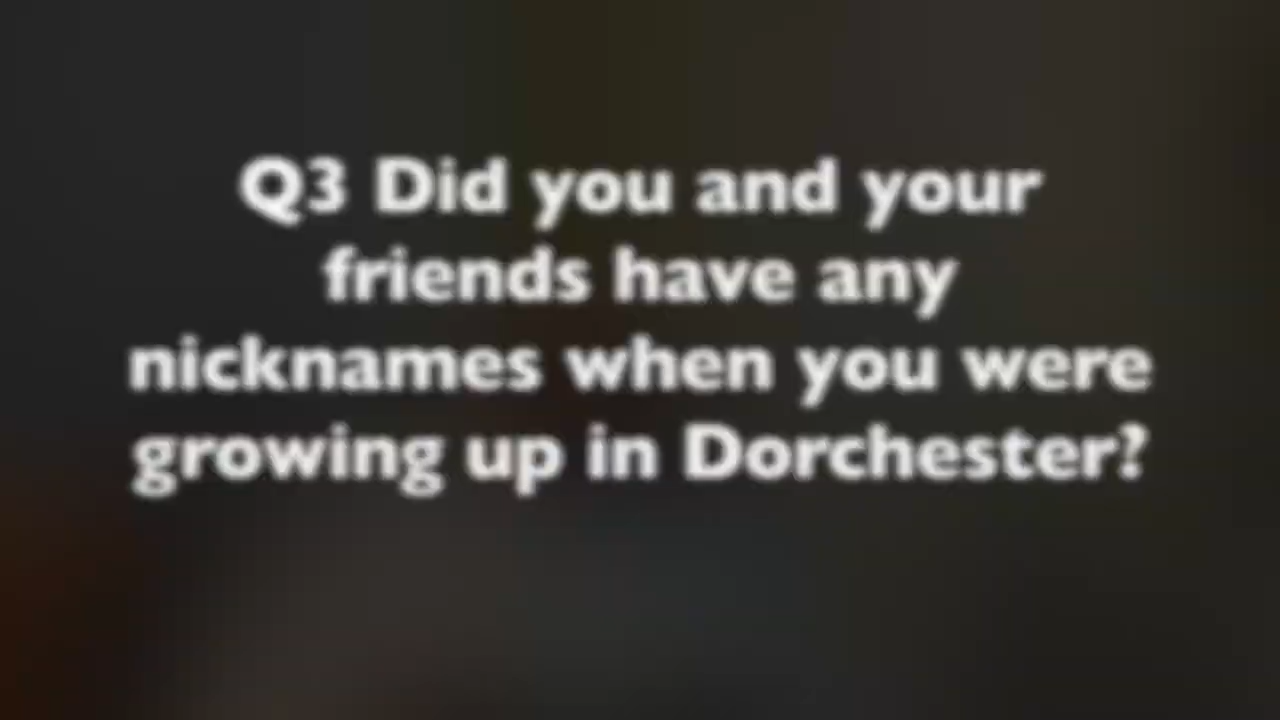 Q3 Did you and your
friends have any
nicknames when you were
growing up in Dorchester?